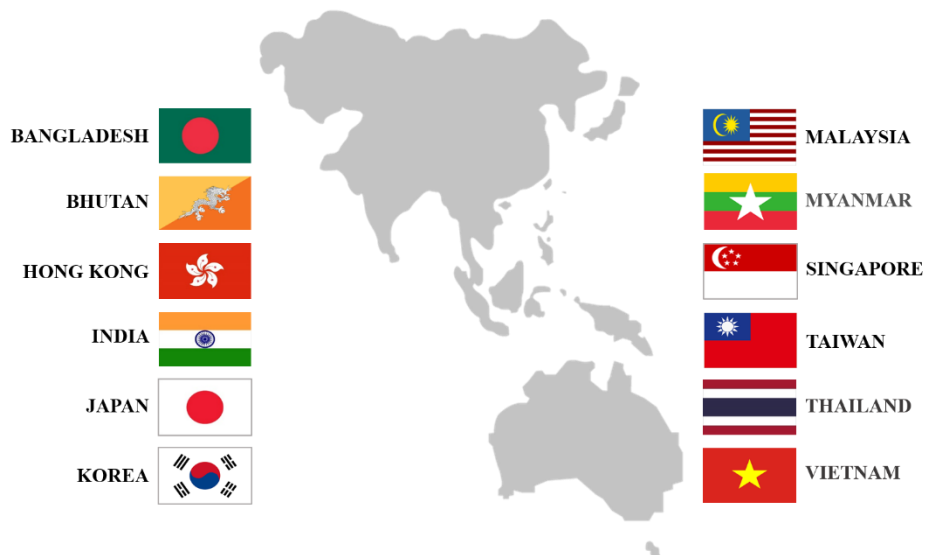 BANGLADESH
BHUTAN
HONG KONG
INDIA
JAPAN
KOREA
MALAYSIA
MYANMAR
SINGAPORE
TAIWAN
THAILAND
VIETNAM